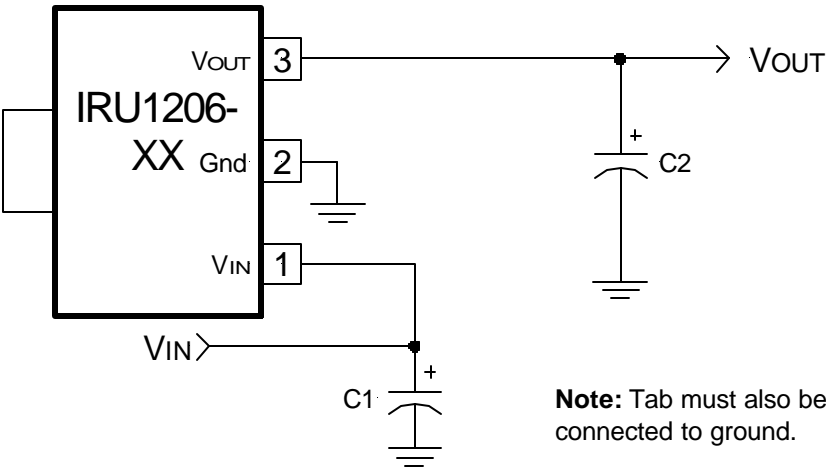 VOUT 3
VOUT
IRU1206-
XX
Gnd 2
+
C2
VIN 1
VIN
+
C1
Note: Tab must also be
connected to ground.